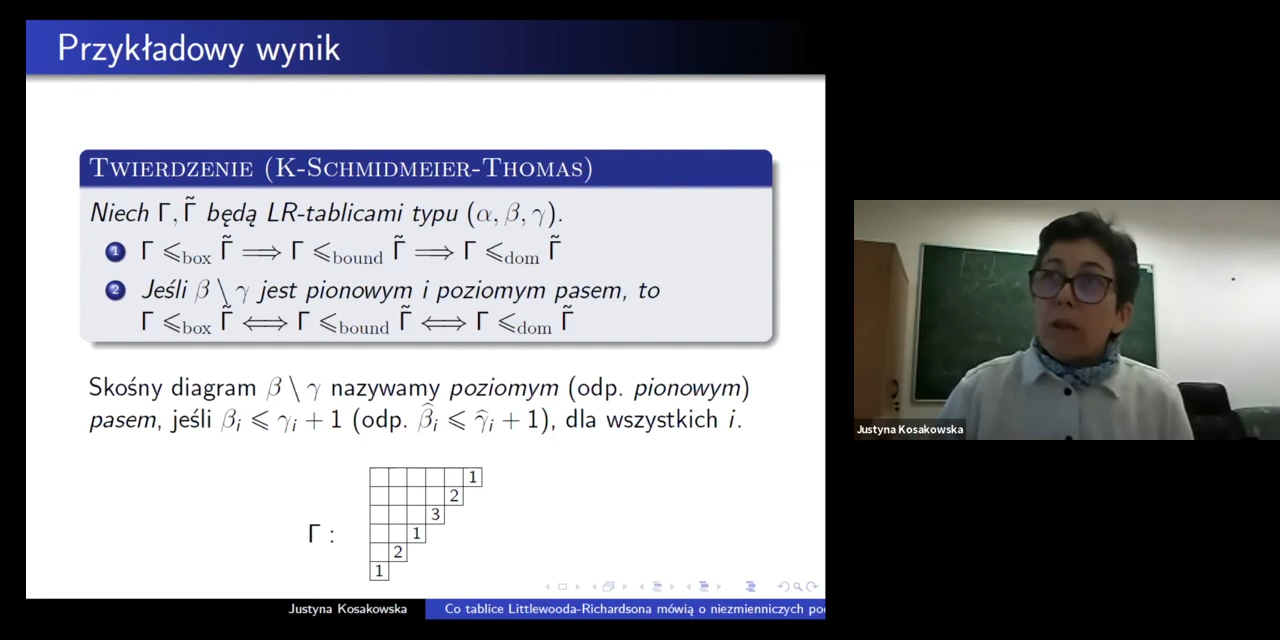 Przykładowy wynik
Twierdzenie (K-Schmidmeier-Thomas)
Niech Γ, Γ̃ będą LR-tablicami typu (α, β, γ).
1 Γ ⩽box Γ̃ ⟹ Γ ⩽bound Γ̃ ⟹ Γ ⩽dom Γ̃
2 Jeśli β \ γ jest pionowym i poziomym pasem, to
Γ ⩽box Γ̃ ⟺ Γ ⩽bound Γ̃ ⟺ Γ ⩽dom Γ̃
Skośny diagram β \ γ nazywamy poziomym (odp. pionowym)
pasem, jeśli βi ⩽ γi + 1 (odp. β̂i ⩽ γ̂i + 1), dla wszystkich i.
1
2
3
Γ :
1
2
1
Justyna Kosakowska
Co tablice Littlewooda-Richardsona mówią o niezmienniczych
Justyna Kosakowska